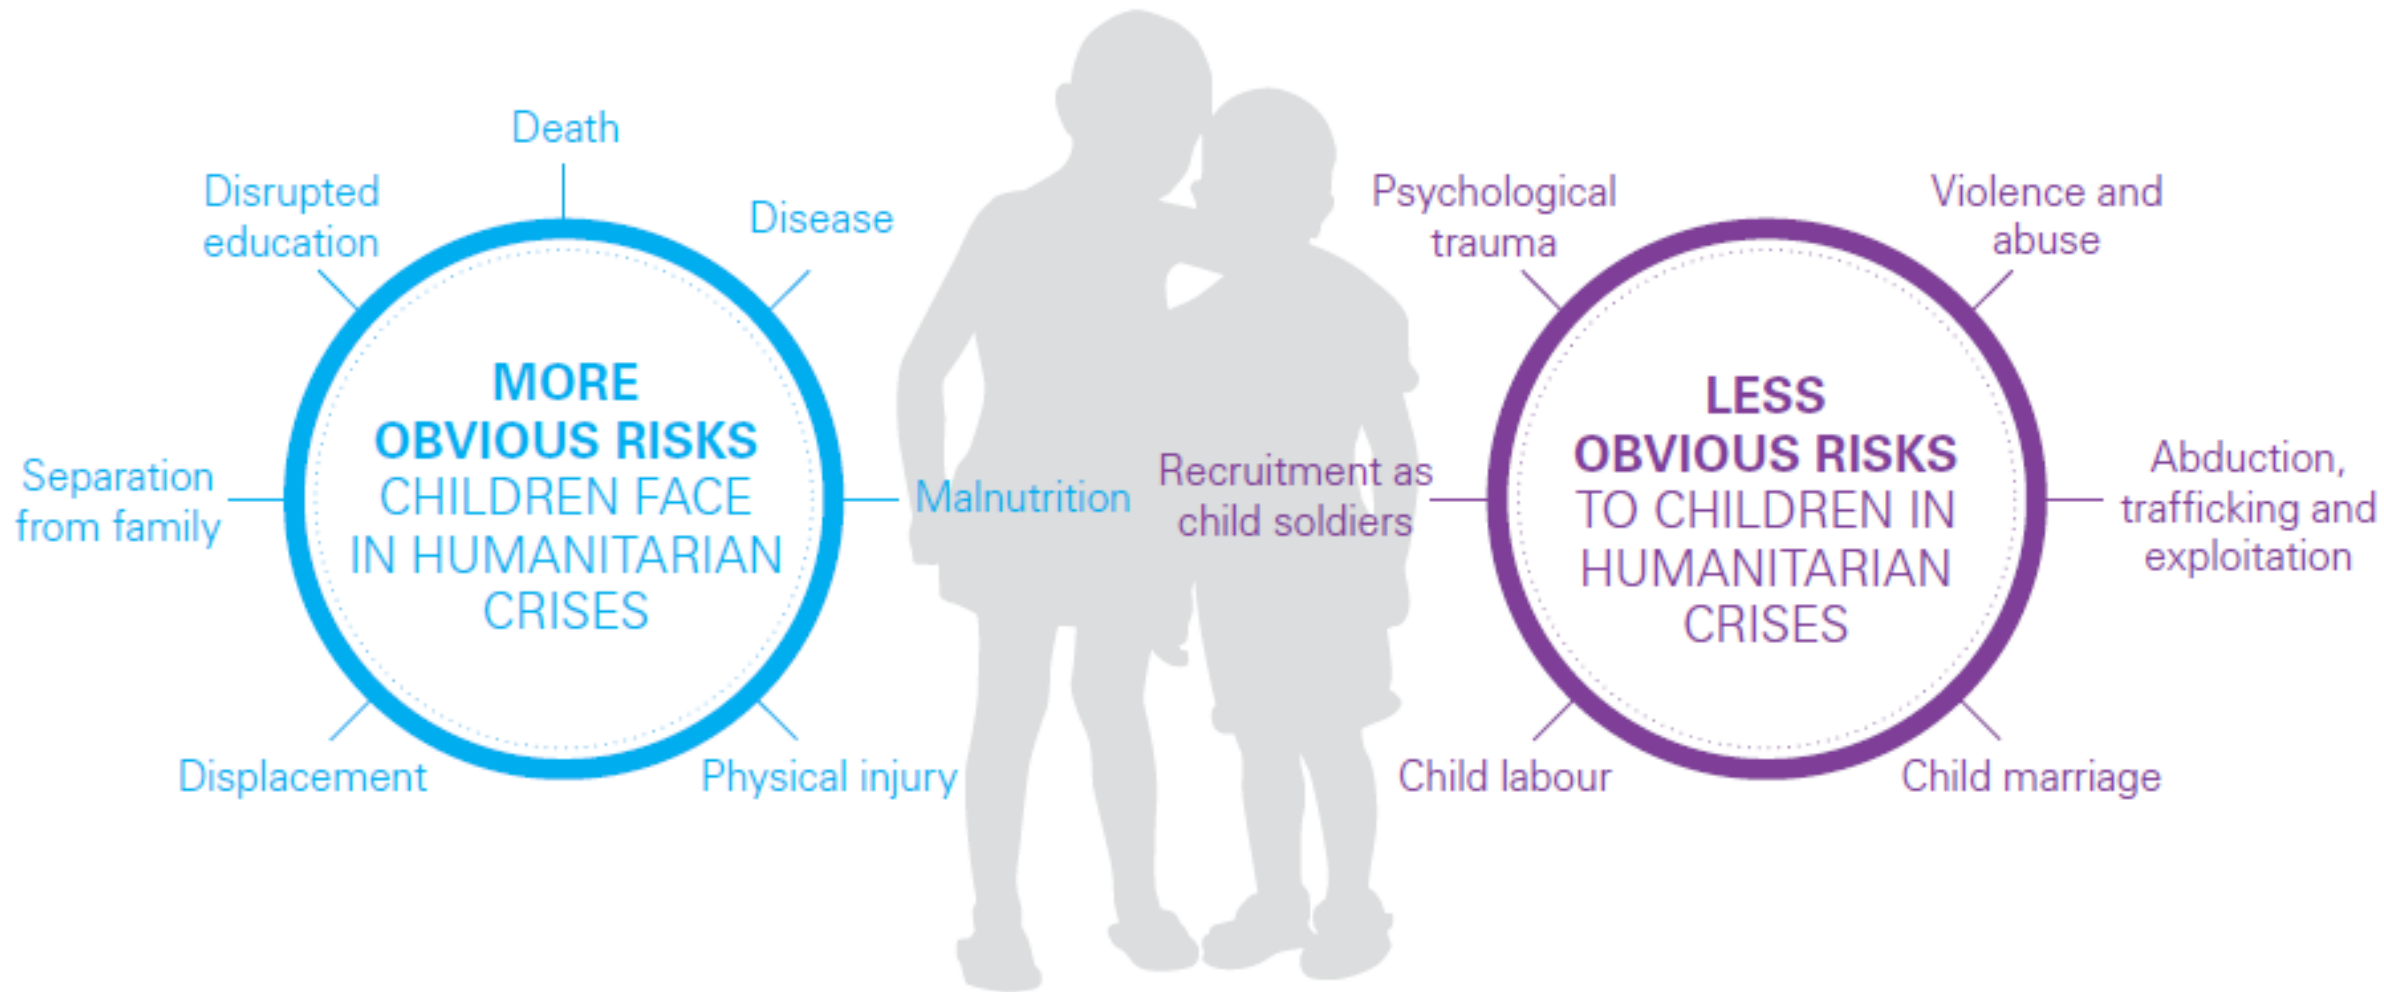 Death
Disrupted
education
Disease
MORE
OBVIOUS RISKS
CHILDREN FACE
IN HUMANITARIAN
CRISES
Separation
from family
Malnutrition
Displacement
Physical injury
Psychological
trauma
Violence and
abuse
LESS
OBVIOUS RISKS
TO CHILDREN IN
HUMANITARIAN
CRISES
Recruitment as
child soldiers
Abduction,
trafficking and
exploitation
Child labour
Child marriage